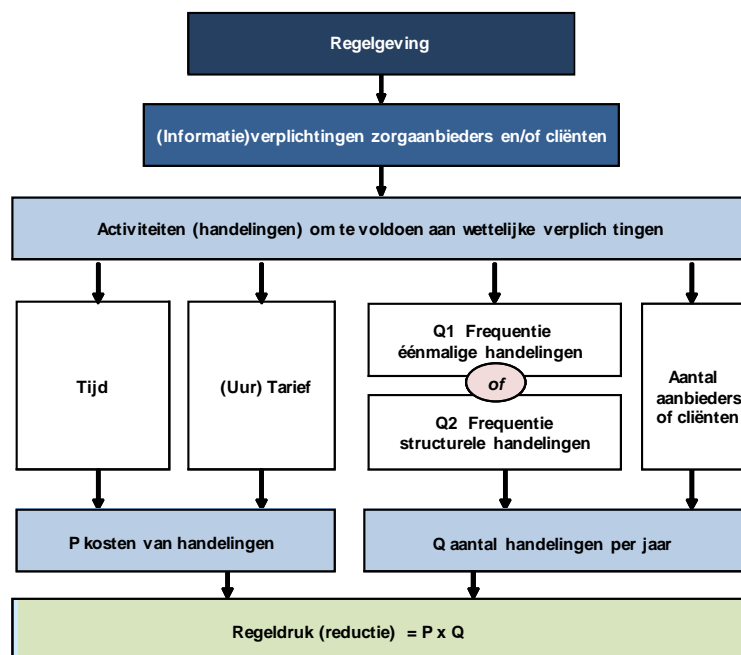 Regelgeving
(Informatie)verplichtingen zorgaanbieders en/of cliënten
Activiteiten (handelingen) om te voldoen aan wettelijke verplich tingen
Tijd
(Uur) Tarief
Q1 Frequentie
éénmalige handelingen
of
Q2 Frequentie
structurele handelingen
Aantal
aanbieders
of cliënten
P kosten van handelingen
Q aantal handelingen per jaar
Regeldruk (reductie) = P x Q